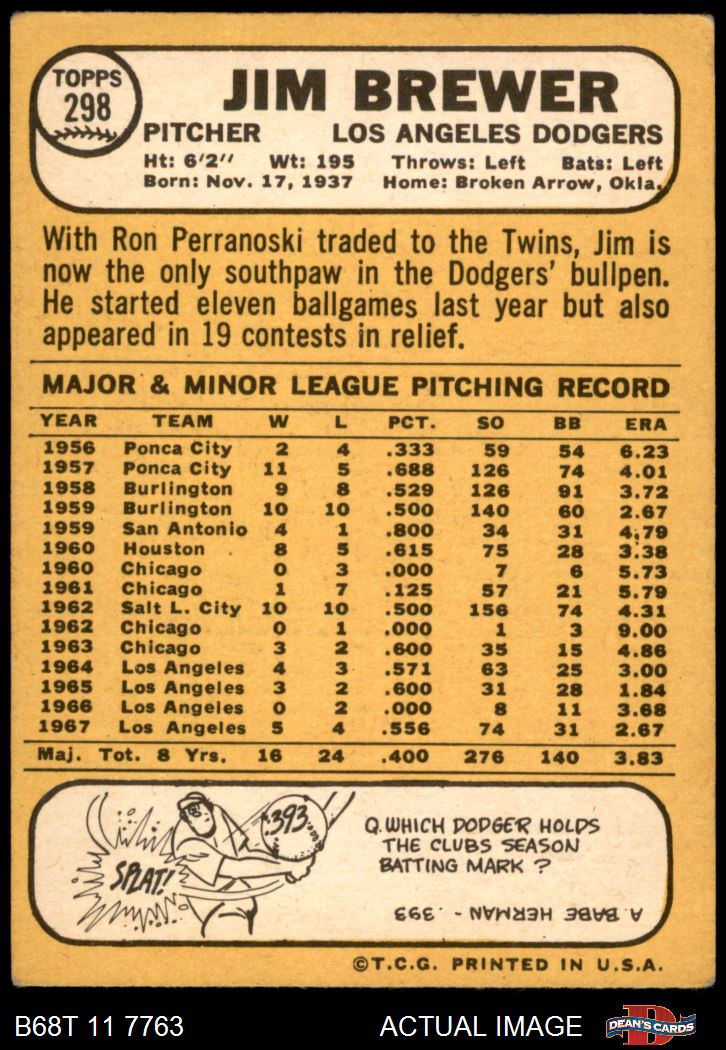 TOPPS
298
JIM BREWER
PITCHER LOS ANGELES DODGERS
Ht: 6'2" Wt: 195 Throws: Left Bats: Left
Born: Nov. 17, 1937 Home: Broken Arrow, Okla.
With Ron Perranoski traded to the Twins, Jim is
now the only southpaw in the Dodgers' bullpen.
He started eleven ballgames last year but also
appeared in 19 contests in relief.
MAJOR & MINOR LEAGUE PITCHING RECORD
YEAR TEAM W L PCT. SO BB ERA
1956 Ponca City 2 4 .333 59 54 6.23
1957 Ponca City 11 5 .688 126 74 4.01
1958 Burlington 9 8 .529 126 91 3.72
1959 Burlington 10 10 .500 140 60 2.67
1959 San Antonio 4 1 .800 34 31 4.79
1960 Houston 8 5 .615 75 28 3.38
1960 Chicago 0 3 .000 7 6 5.73
1961 Chicago 1 7 .125 57 21 5.79
1962 Salt L. City 10 10 .500 156 74 4.31
1962 Chicago 0 1 .000 1 3 9.00
1963 Chicago 3 2 .600 35 15 4.86
1964 Los Angeles 4 3 .571 63 25 3.00
1965 Los Angeles 3 2 .600 31 28 1.84
1966 Los Angeles 0 2 .000 8 11 3.68
1967 Los Angeles 5 4 .556 74 31 2.67
Maj. Tot. 8 Yrs. 16 24 .400 276 140 3.83
.393
SPLAT!
Q. WHICH DODGER HOLDS
THE CLUBS SEASON
BATTING MARK ?
A. BABE HERMAN - .393
©T.C.G. PRINTED IN U.S.A.
B68T 11 7763 ACTUAL IMAGE
D
DEAN'S CARDS